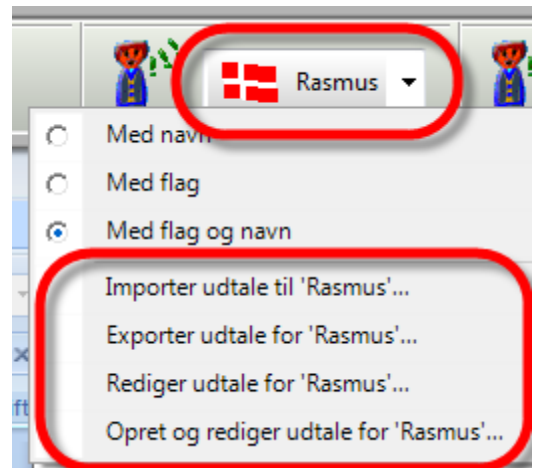 Rasmus
Med navn
Med flag
Med flag og navn
Importer udtale til 'Rasmus'...
Exporter udtale for 'Rasmus'...
Rediger udtale for 'Rasmus'...
Opret og rediger udtale for 'Rasmus'...